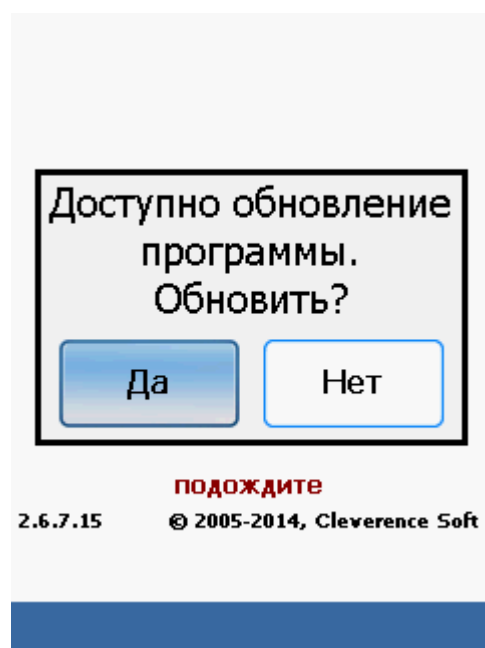 Доступно обновление
программы.
Обновить?
Да Нет
подождите
2.6.7.15 © 2005-2014, Cleverence Soft